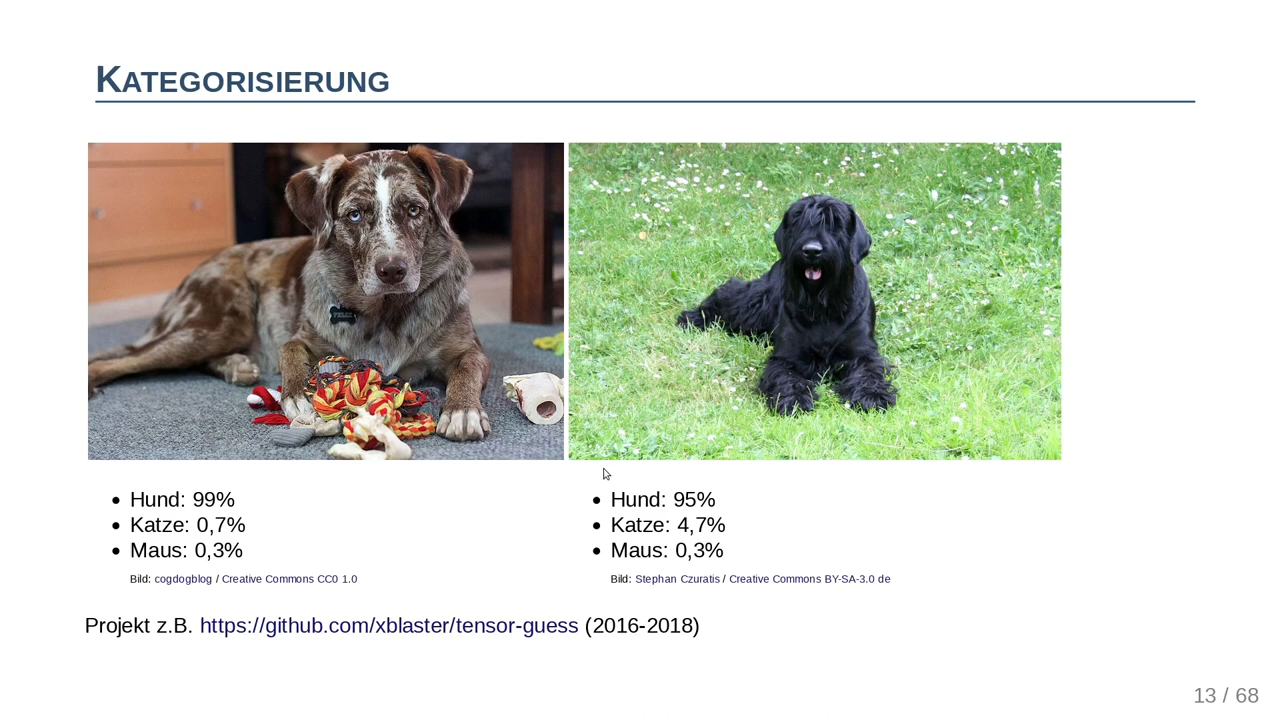 Kategorisierung
Hund: 99%
Katze: 0,7%
Maus: 0,3%
Bild: cogdogblog / Creative Commons CC0 1.0
Hund: 95%
Katze: 4,7%
Maus: 0,3%
Bild: Stephan Czuratis / Creative Commons BY-SA-3.0 de
Projekt z.B. https://github.com/xblaster/tensor-guess (2016-2018)
13 / 68